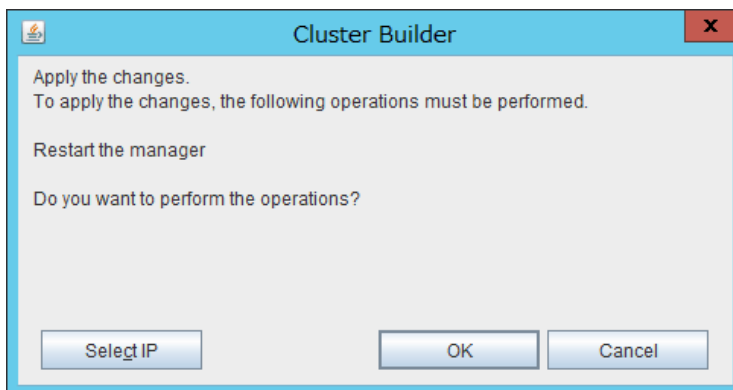 Cluster Builder
x
Apply the changes.
To apply the changes, the following operations must be performed.
Restart the manager
Do you want to perform the operations?
Select IP
OK
Cancel